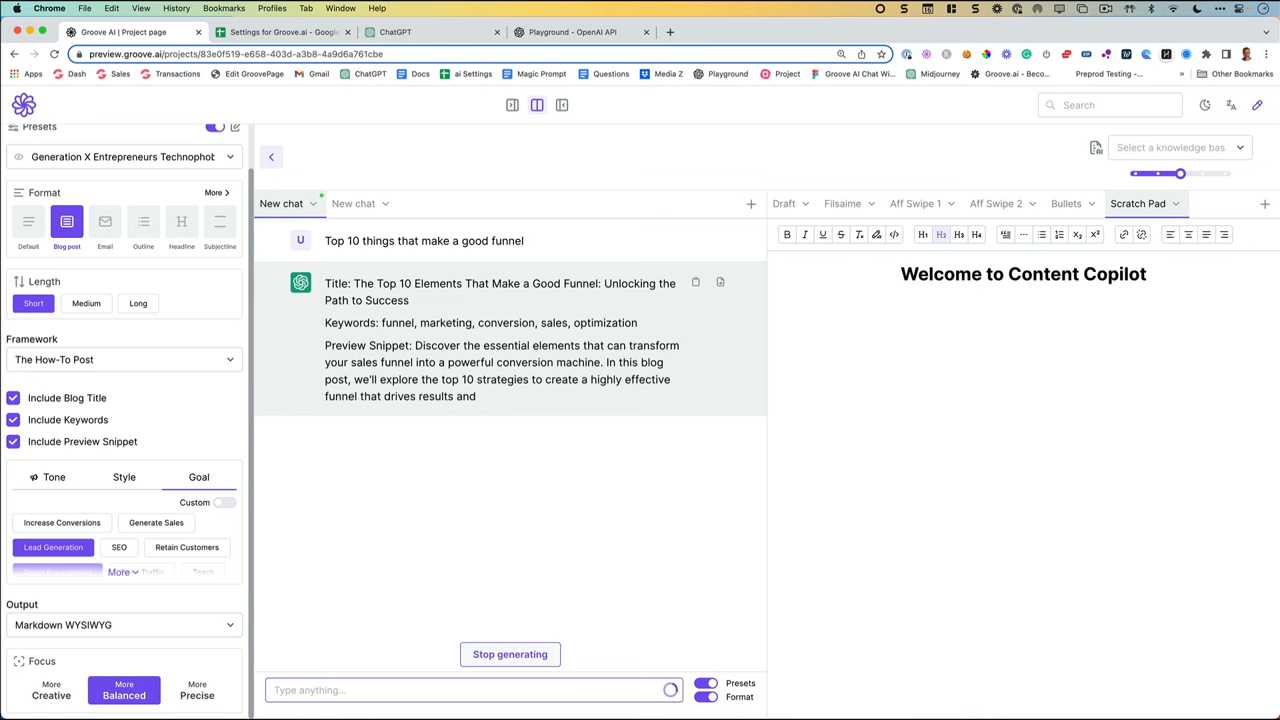 Chrome File Edit View History Bookmarks Profiles Tab Window Help
Groove AI | Project page
Settings for Groove.ai - Google
ChatGPT
Playground - OpenAI API
preview.groove.ai/projects/83e0f519-e658-403d-a3b8-4a9d6a761cbe
Apps Dash Sales Transactions Edit GroovePage Gmail ChatGPT Docs ai Settings Magic Prompt Questions Media Z Playground Project Groove AI Chat Wi... Midjourney Groove.ai - Beco... Preprod Testing -... » Other Bookmarks
Search
Presets
Generation X Entrepreneurs Technophob
Select a knowledge bas
Format
More
Default Blog post Email Outline Headline Subjectline
Length
Short Medium Long
Framework
The How-To Post
Include Blog Title
Include Keywords
Include Preview Snippet
Tone Style Goal
Custom
Increase Conversions Generate Sales
Lead Generation SEO Retain Customers
More Traffic Teach
Output
Markdown WYSIWYG
Focus
More Creative
More Balanced
More Precise
New chat New chat
U Top 10 things that make a good funnel
Title: The Top 10 Elements That Make a Good Funnel: Unlocking the
Path to Success
Keywords: funnel, marketing, conversion, sales, optimization
Preview Snippet: Discover the essential elements that can transform
your sales funnel into a powerful conversion machine. In this blog
post, we'll explore the top 10 strategies to create a highly effective
funnel that drives results and
Stop generating
Type anything...
Presets
Format
Draft Filsaime Aff Swipe 1 Aff Swipe 2 Bullets Scratch Pad
B I U S H1 H2 H3 H4 X2 X2
Welcome to Content Copilot